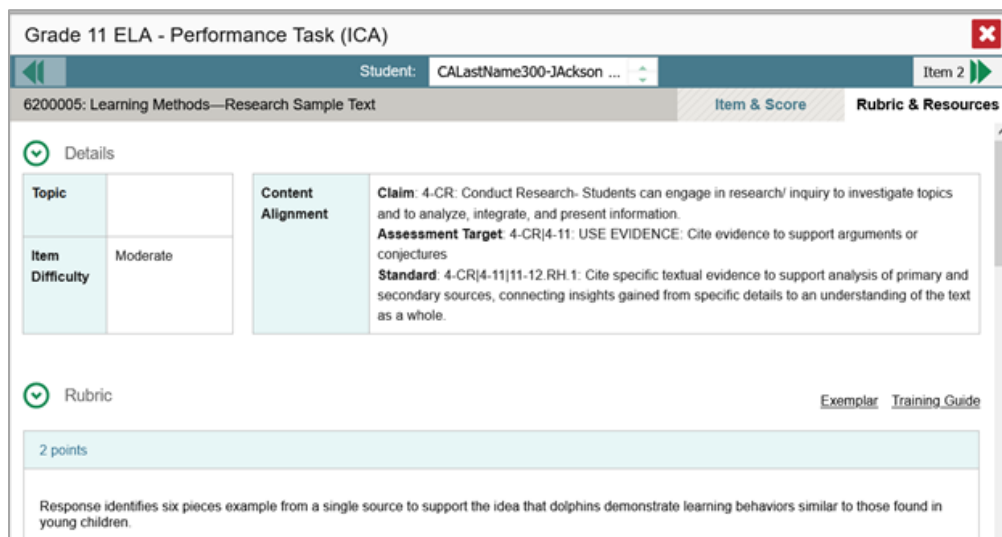 Grade 11 ELA - Performance Task (ICA)
Student: CALastName300-JAckson ... Item 2
6200005: Learning Methods—Research Sample Text Item & Score Rubric & Resources
Details
Topic
Item Difficulty Moderate
Content Alignment
Claim: 4-CR: Conduct Research- Students can engage in research/ inquiry to investigate topics
and to analyze, integrate, and present information.
Assessment Target: 4-CR|4-11: USE EVIDENCE: Cite evidence to support arguments or
conjectures
Standard: 4-CR|4-11|11-12.RH.1: Cite specific textual evidence to support analysis of primary and
secondary sources, connecting insights gained from specific details to an understanding of the text
as a whole.
Rubric Exemplar Training Guide
2 points
Response identifies six pieces example from a single source to support the idea that dolphins demonstrate learning behaviors similar to those found in
young children.